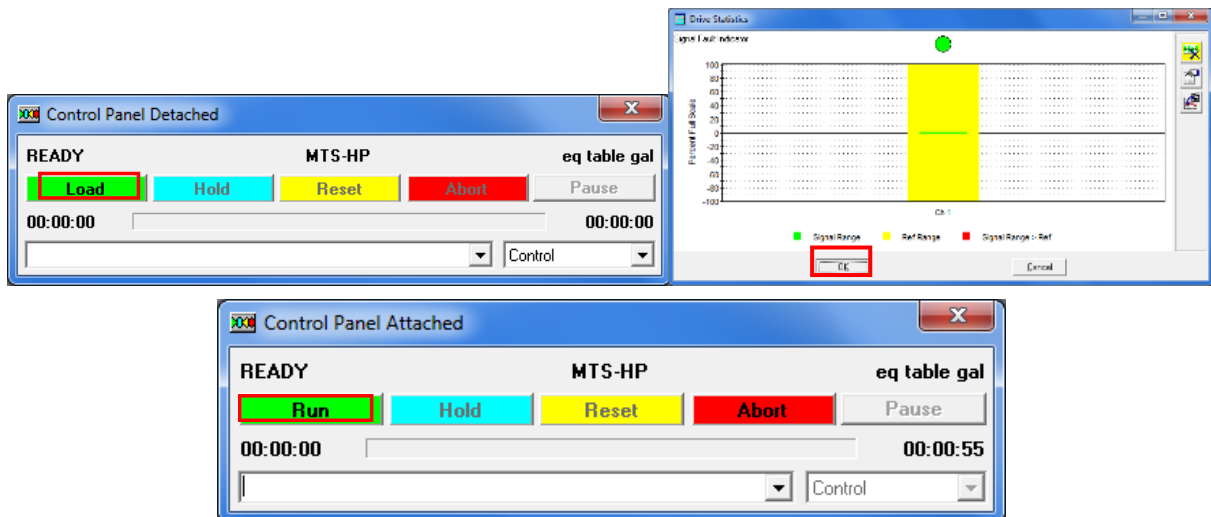 Control Panel Detached
READY MTS-HP eq table gal
Load Hold Reset Abort Pause
00:00:00 00:00:00
Control
Drive Statistics
Signal Fault Indicator
100
80
60
40
20
0
-20
-40
-60
-80
-100
Percent Full Scale
Ch 1
Signal Range Ref Range Signal Range > Ref
OK Cancel
Control Panel Attached
READY MTS-HP eq table gal
Run Hold Reset Abort Pause
00:00:00 00:00:55
Control